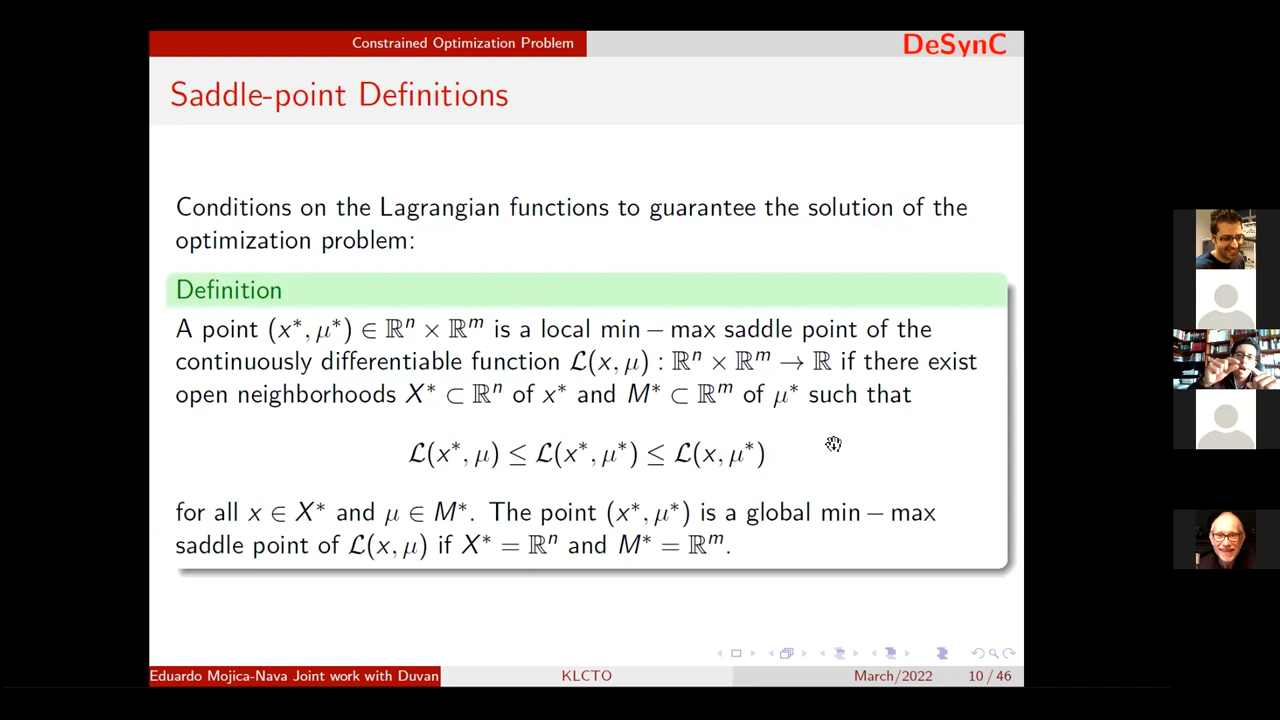 Constrained Optimization Problem
DeSynC
Saddle-point Definitions
Conditions on the Lagrangian functions to guarantee the solution of the
optimization problem:
Definition
A point (x*, μ*) ∈ ℝⁿ × ℝᵐ is a local min − max saddle point of the
continuously differentiable function ℒ(x, μ) : ℝⁿ × ℝᵐ → ℝ if there exist
open neighborhoods X* ⊂ ℝⁿ of x* and M* ⊂ ℝᵐ of μ* such that
ℒ(x*, μ) ≤ ℒ(x*, μ*) ≤ ℒ(x, μ*)
for all x ∈ X* and μ ∈ M*. The point (x*, μ*) is a global min − max
saddle point of ℒ(x, μ) if X* = ℝⁿ and M* = ℝᵐ.
Eduardo Mojica-Nava Joint work with Duvan
KLCTO
March/2022
10 / 46